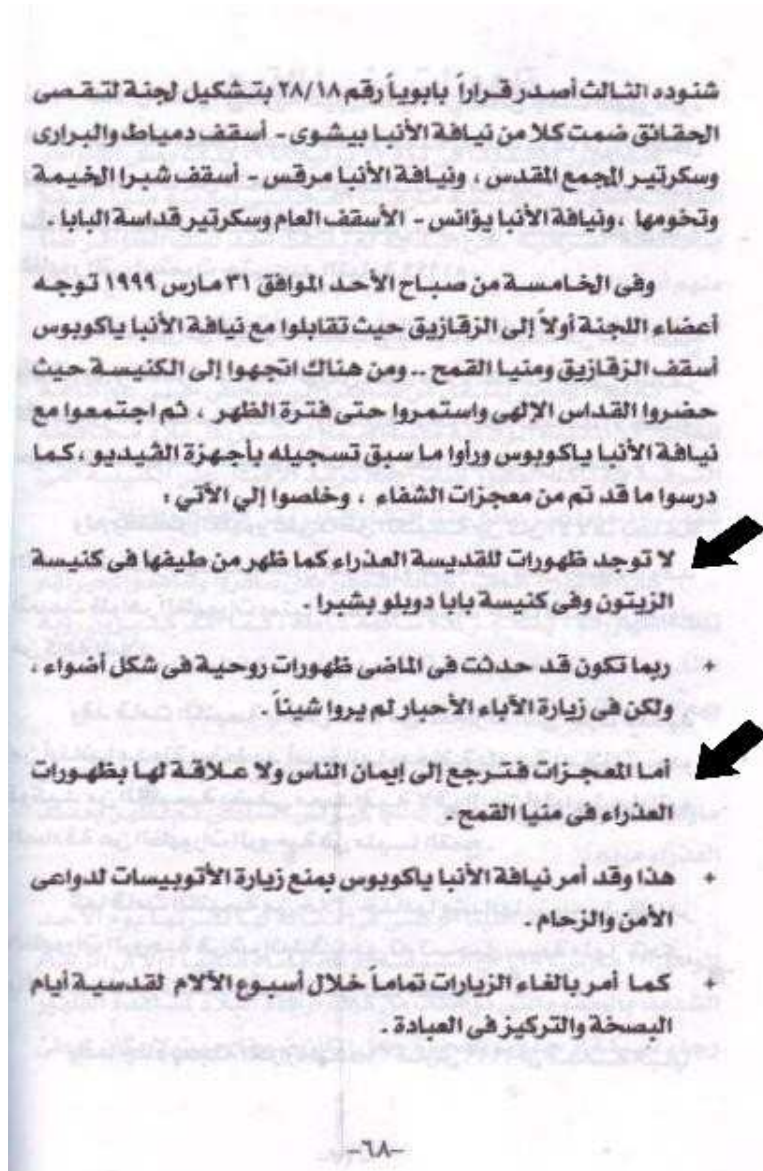 شنوده الثالث أصدر قراراً بابوياً رقم ٢٨/١٨ بتشكيل لجنة لتقصى
الحقائق ضمت كلا من نيافة الأنبا بيشوى - أسقف دمياط والبرارى
وسكرتير المجمع المقدس ، ونيافة الأنبا مرقس - أسقف شبرا الخيمة
وتخومها ، ونيافة الأنبا يؤانس - الأسقف العام وسكرتير قداسة البابا .
وفى الخامسة من صباح الأحد الموافق ٣١ مارس ١٩٩٩ توجه
أعضاء اللجنة أولاً إلى الزقازيق حيث تقابلوا مع نيافة الأنبا ياكوبوس
أسقف الزقازيق ومنيا القمح .. ومن هناك اتجهوا إلى الكنيسة حيث
حضروا القداس الإلهى واستمروا حتى فترة الظهر ، ثم اجتمعوا مع
نيافة الأنبا ياكوبوس ورأوا ما سبق تسجيله بأجهزة الڤيديو ، كما
درسوا ما قد تم من معجزات الشفاء ، وخلصوا إلي الآتي :
لا توجد ظهورات للقديسة العذراء كما ظهر من طيفها فى كنيسة
الزيتون وفى كنيسة بابا دوبلو بشبرا .
+ ربما تكون قد حدثت فى الماضى ظهورات روحية فى شكل أضواء ،
ولكن فى زيارة الآباء الأحبار لم يروا شيئاً .
أما المعجزات فترجع إلى إيمان الناس ولا علاقة لها بظهورات
العذراء فى منيا القمح .
+ هذا وقد أمر نيافة الأنبا ياكوبوس بمنع زيارة الأتوبيسات لدواعى
الأمن والزحام .
+ كما أمر بالغاء الزيارات تماماً خلال أسبوع الآلام لقدسية أيام
البصخة والتركيز فى العبادة .
-٦٨-